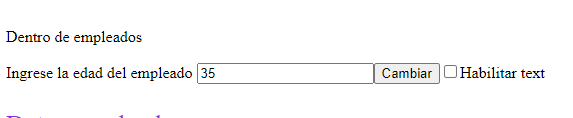 Dentro de empleados
Ingrese la edad del empleado 35 Cambiar Habilitar text